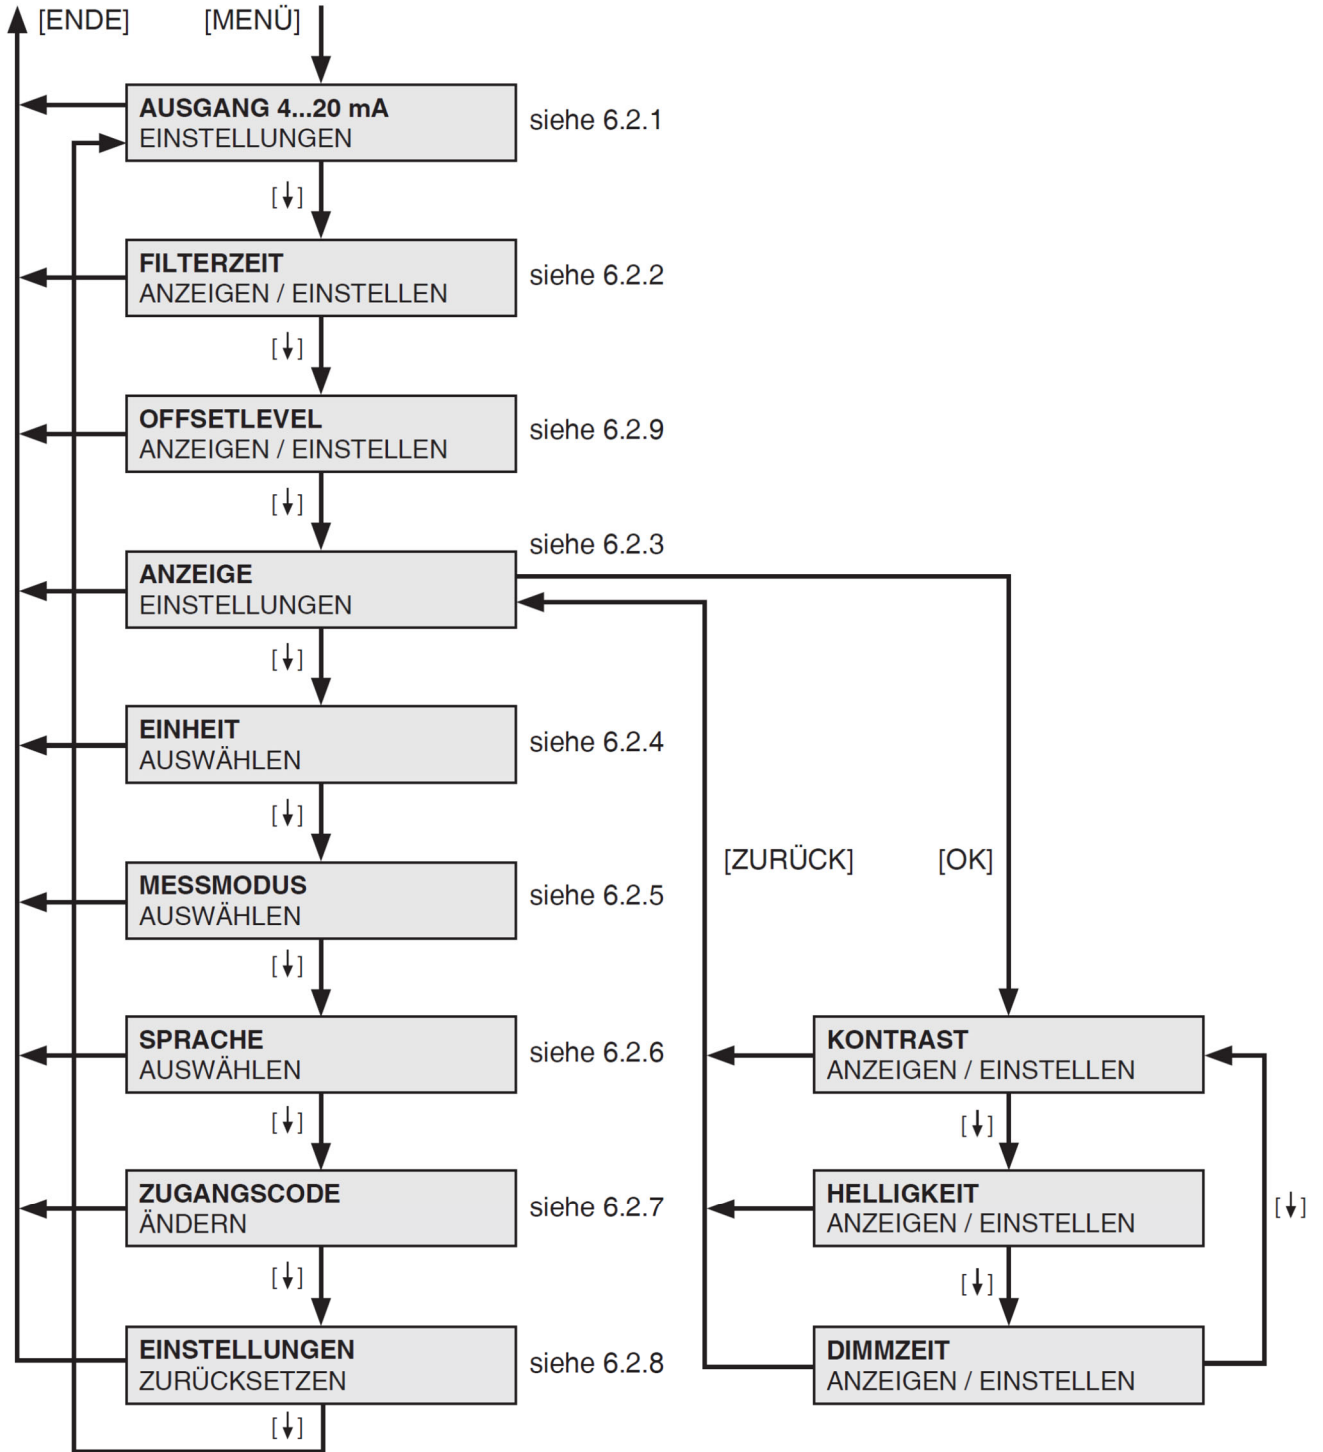 [ENDE] [MENÜ]
AUSGANG 4...20 mA
EINSTELLUNGEN
siehe 6.2.1
[↓]
FILTERZEIT
ANZEIGEN / EINSTELLEN
siehe 6.2.2
[↓]
OFFSETLEVEL
ANZEIGEN / EINSTELLEN
siehe 6.2.9
[↓]
siehe 6.2.3
ANZEIGE
EINSTELLUNGEN
[↓]
EINHEIT
AUSWÄHLEN
siehe 6.2.4
[↓]
MESSMODUS
AUSWÄHLEN
siehe 6.2.5
[↓]
SPRACHE
AUSWÄHLEN
siehe 6.2.6
[↓]
ZUGANGSCODE
ÄNDERN
siehe 6.2.7
[↓]
EINSTELLUNGEN
ZURÜCKSETZEN
siehe 6.2.8
[↓]
[ZURÜCK] [OK]
KONTRAST
ANZEIGEN / EINSTELLEN
[↓]
HELLIGKEIT
ANZEIGEN / EINSTELLEN
[↓]
[↓]
DIMMZEIT
ANZEIGEN / EINSTELLEN